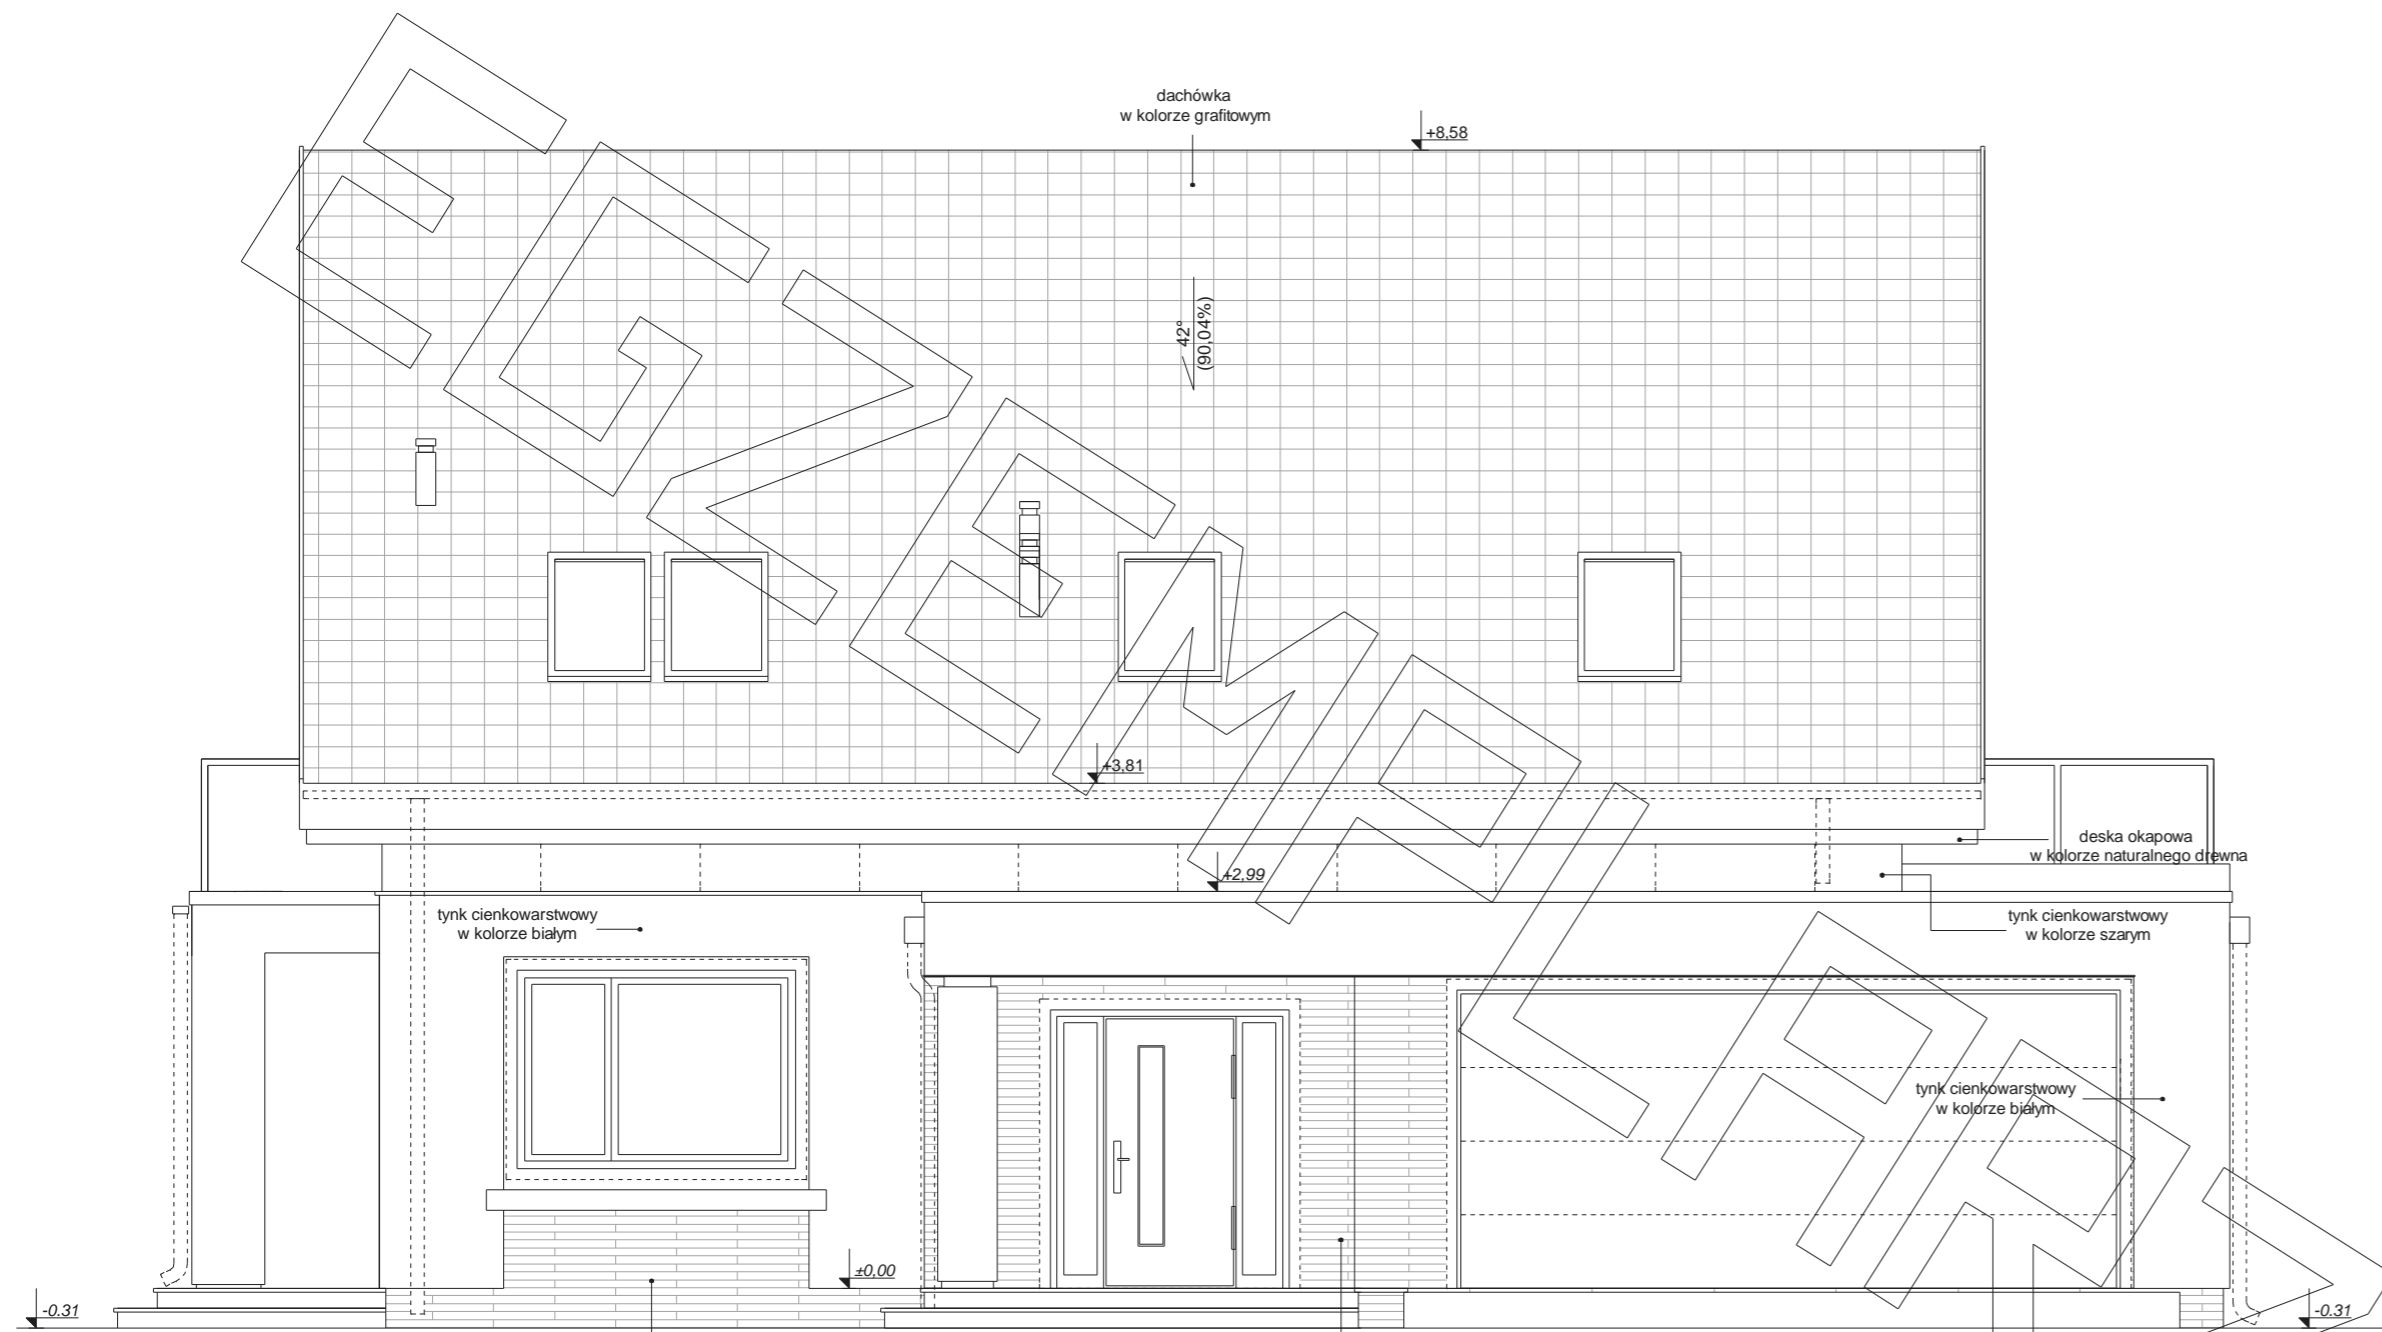 dachówka
w kolorze grafitowym
+8,58
42°
(90,04%)
+3,81
deska okapowa
w kolorze naturalnego drewna
+2,99
tynk cienkowarstwowy
w kolorze białym
tynk cienkowarstwowy
w kolorze szarym
tynk cienkowarstwowy
w kolorze białym
±0,00
-0.31
-0.31
EGZEMPLARZ